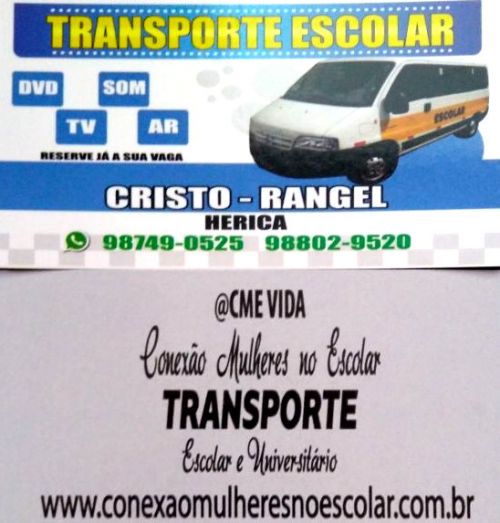 TRANSPORTE ESCOLAR
DVD SOM
TV AR
RESERVE JÁ A SUA VAGA
ESCOLAR
CRISTO - RANGEL
HERICA
98749-0525 98802-9520
@CME VIDA
Conexão Mulheres no Escolar
TRANSPORTE
Escolar e Universitário
www.conexaomulheresnoescolar.com.br